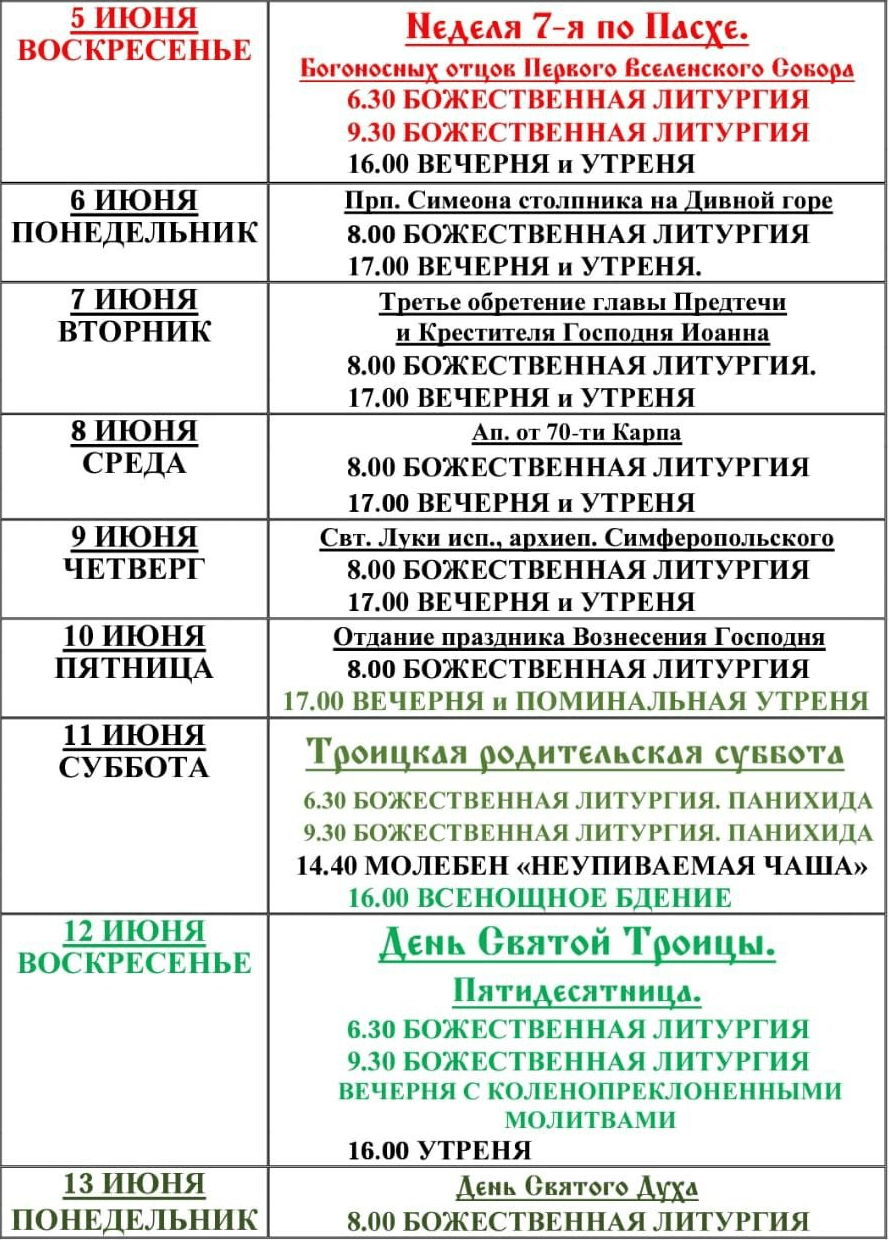 5 ИЮНЯ
ВОСКРЕСЕНЬЕ
Неделя 7-я по Пасхе.
Богоносных отцов Первого Вселенского Собора
6.30 БОЖЕСТВЕННАЯ ЛИТУРГИЯ
9.30 БОЖЕСТВЕННАЯ ЛИТУРГИЯ
16.00 ВЕЧЕРНЯ и УТРЕНЯ
6 ИЮНЯ
ПОНЕДЕЛЬНИК
Прп. Симеона столпника на Дивной горе
8.00 БОЖЕСТВЕННАЯ ЛИТУРГИЯ
17.00 ВЕЧЕРНЯ и УТРЕНЯ.
7 ИЮНЯ
ВТОРНИК
Третье обретение главы Предтечи
и Крестителя Господня Иоанна
8.00 БОЖЕСТВЕННАЯ ЛИТУРГИЯ.
17.00 ВЕЧЕРНЯ и УТРЕНЯ
8 ИЮНЯ
СРЕДА
Ап. от 70-ти Карпа
8.00 БОЖЕСТВЕННАЯ ЛИТУРГИЯ
17.00 ВЕЧЕРНЯ и УТРЕНЯ
9 ИЮНЯ
ЧЕТВЕРГ
Свт. Луки исп., архиеп. Симферопольского
8.00 БОЖЕСТВЕННАЯ ЛИТУРГИЯ
17.00 ВЕЧЕРНЯ и УТРЕНЯ
10 ИЮНЯ
ПЯТНИЦА
Отдание праздника Вознесения Господня
8.00 БОЖЕСТВЕННАЯ ЛИТУРГИЯ
17.00 ВЕЧЕРНЯ и ПОМИНАЛЬНАЯ УТРЕНЯ
11 ИЮНЯ
СУББОТА
Троицкая родительская суббота
6.30 БОЖЕСТВЕННАЯ ЛИТУРГИЯ. ПАНИХИДА
9.30 БОЖЕСТВЕННАЯ ЛИТУРГИЯ. ПАНИХИДА
14.40 МОЛЕБЕН «НЕУПИВАЕМАЯ ЧАША»
16.00 ВСЕНОЩНОЕ БДЕНИЕ
12 ИЮНЯ
ВОСКРЕСЕНЬЕ
День Святой Троицы.
Пятидесятница.
6.30 БОЖЕСТВЕННАЯ ЛИТУРГИЯ
9.30 БОЖЕСТВЕННАЯ ЛИТУРГИЯ
ВЕЧЕРНЯ С КОЛЕНОПРЕКЛОНЕННЫМИ
МОЛИТВАМИ
16.00 УТРЕНЯ
13 ИЮНЯ
ПОНЕДЕЛЬНИК
День Святого Духа
8.00 БОЖЕСТВЕННАЯ ЛИТУРГИЯ